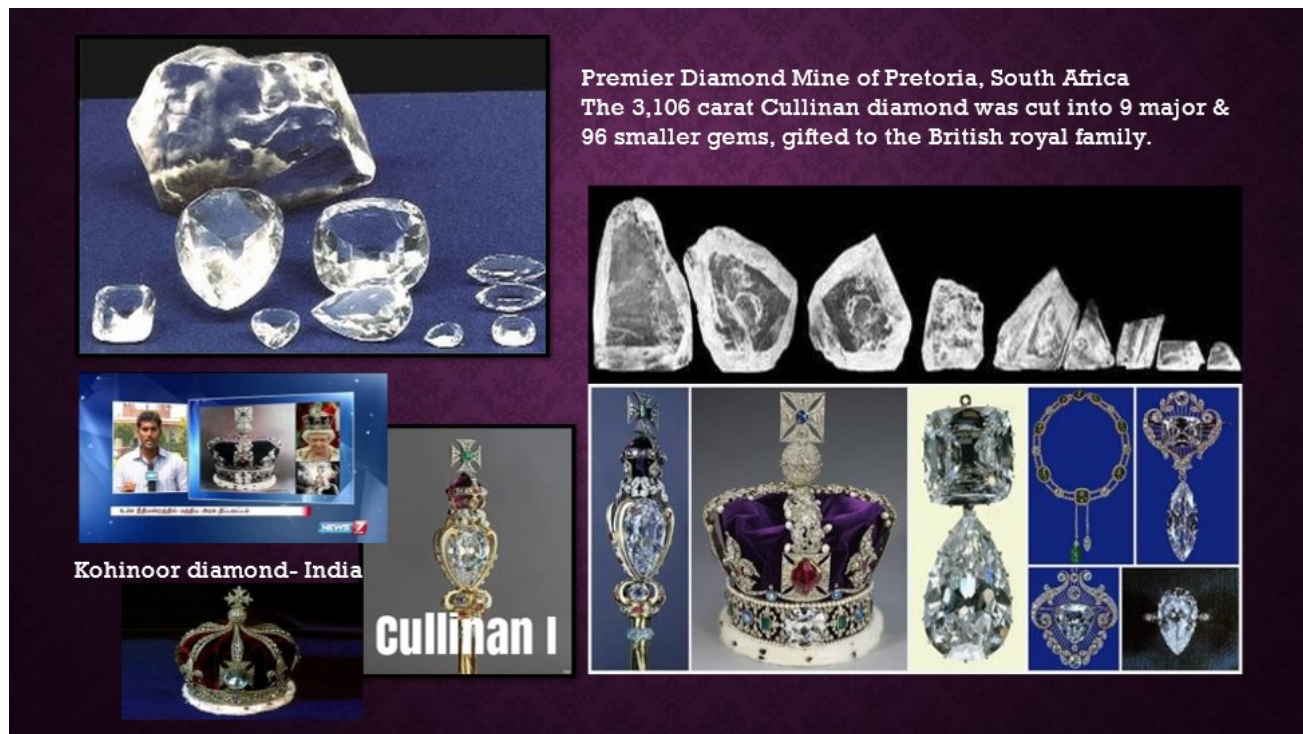 Premier Diamond Mine of Pretoria, South Africa
The 3,106 carat Cullinan diamond was cut into 9 major &
96 smaller gems, gifted to the British royal family.
NEWS 7
Kohinoor diamond- India
Cullinan I